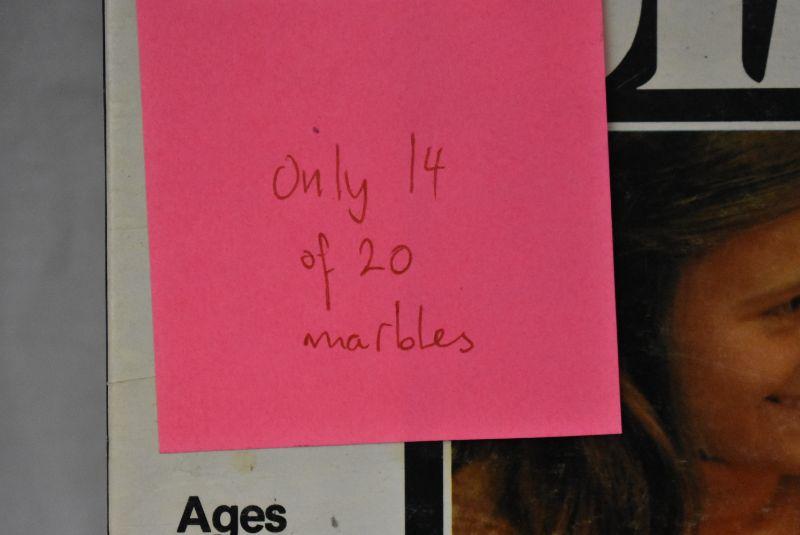 Only 14
of 20
marbles
Ages